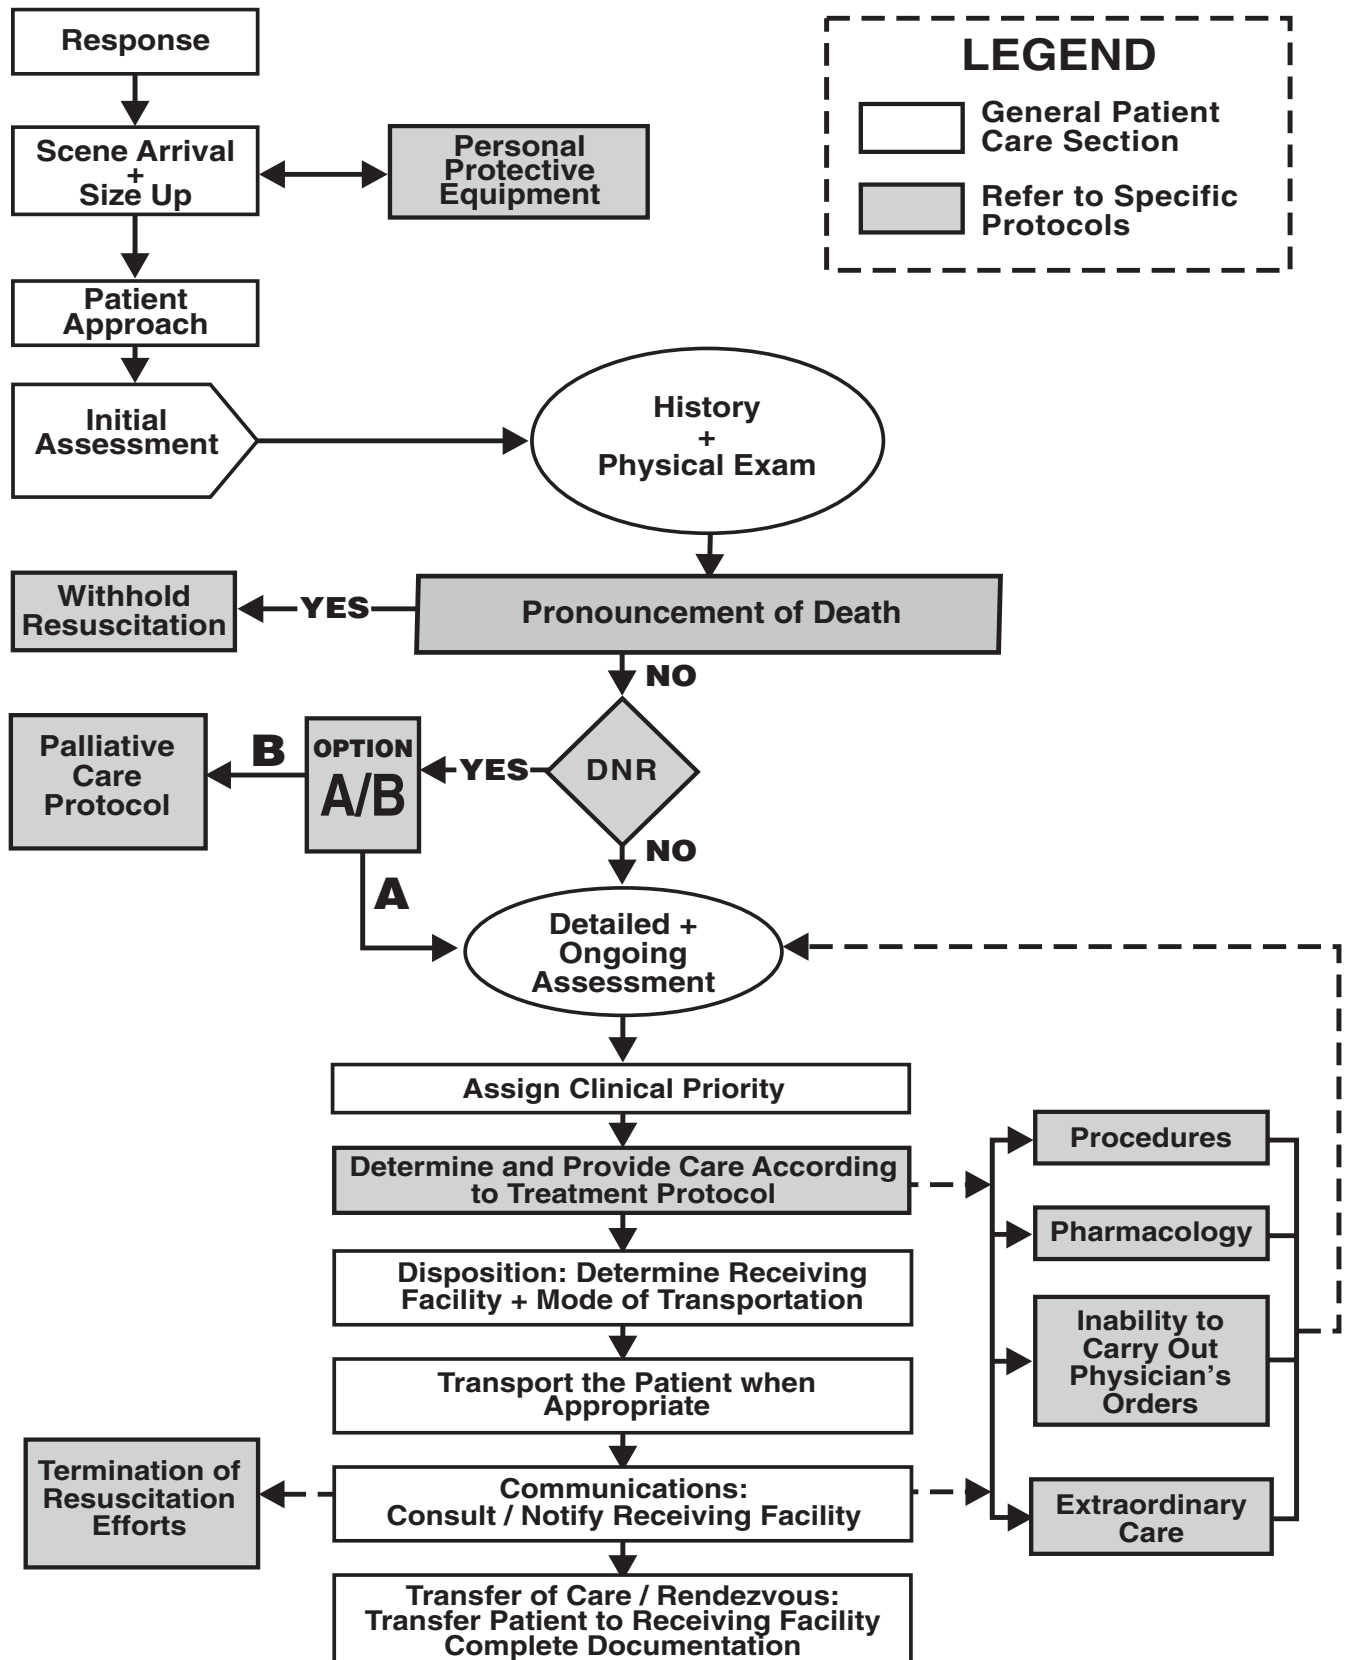 Response
LEGEND
General Patient
Care Section
Refer to Specific
Protocols
Scene Arrival
+
Size Up
Personal
Protective
Equipment
Patient
Approach
Initial
Assessment
History
+
Physical Exam
Withhold
Resuscitation
YES
Pronouncement of Death
NO
Palliative
Care
Protocol
B
OPTION
A/B
YES
DNR
NO
A
Detailed +
Ongoing
Assessment
Assign Clinical Priority
Determine and Provide Care According
to Treatment Protocol
Procedures
Pharmacology
Inability to
Carry Out
Physician's
Orders
Extraordinary
Care
Disposition: Determine Receiving
Facility + Mode of Transportation
Transport the Patient when
Appropriate
Termination of
Resuscitation
Efforts
Communications:
Consult / Notify Receiving Facility
Transfer of Care / Rendezvous:
Transfer Patient to Receiving Facility
Complete Documentation